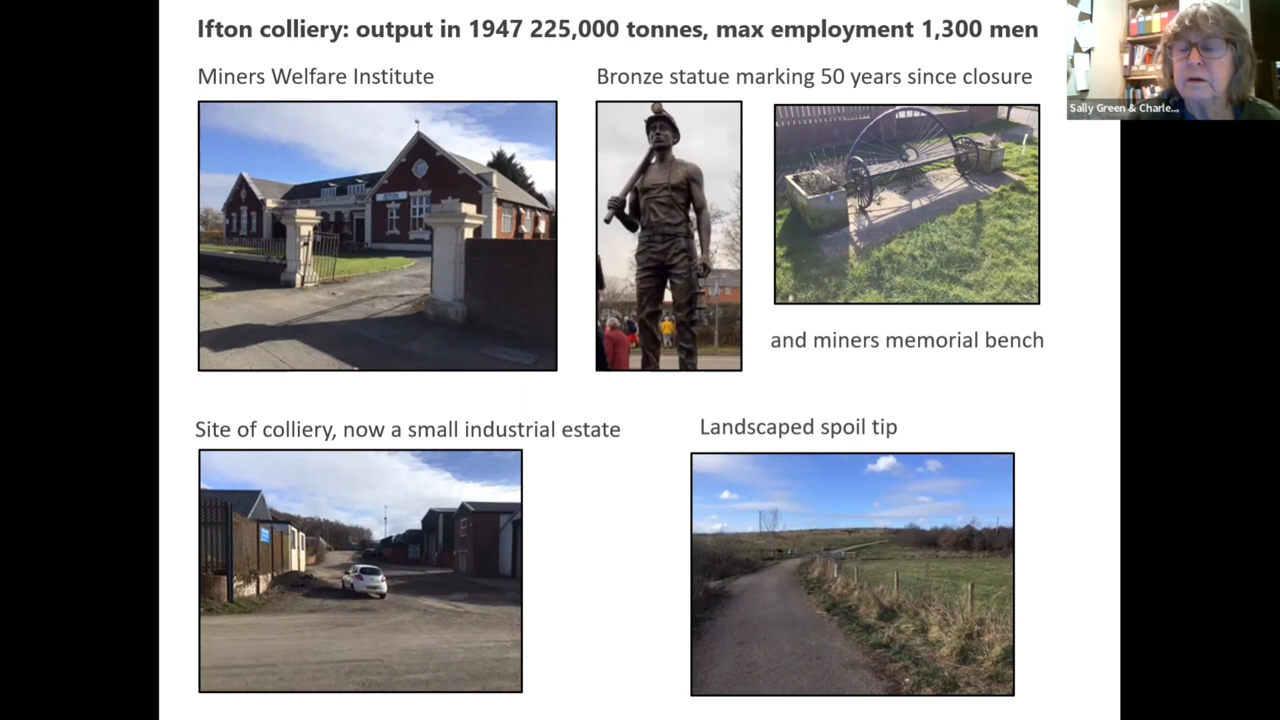 Ifton colliery: output in 1947 225,000 tonnes, max employment 1,300 men
Miners Welfare Institute
Bronze statue marking 50 years since closure
and miners memorial bench
Site of colliery, now a small industrial estate
Landscaped spoil tip
Sally Green & Charle...